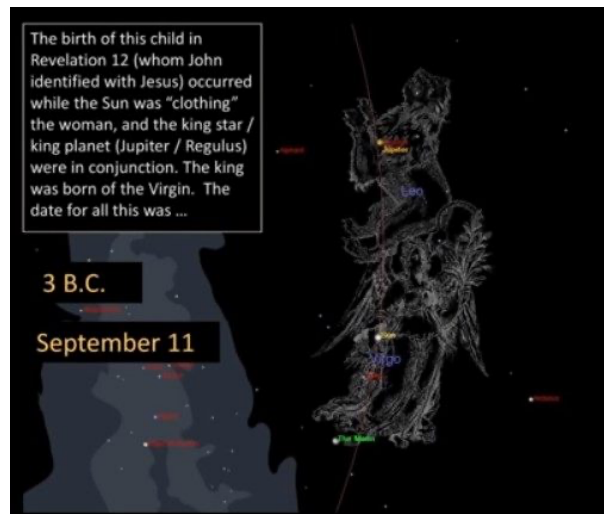 The birth of this child in
Revelation 12 (whom John
identified with Jesus) occurred
while the Sun was “clothing”
the woman, and the king star /
king planet (Jupiter / Regulus)
were in conjunction. The king
was born of the Virgin.  The
date for all this was …
Jupiter
Leo
3 B.C.
September 11
Sun
Virgo
The Moon